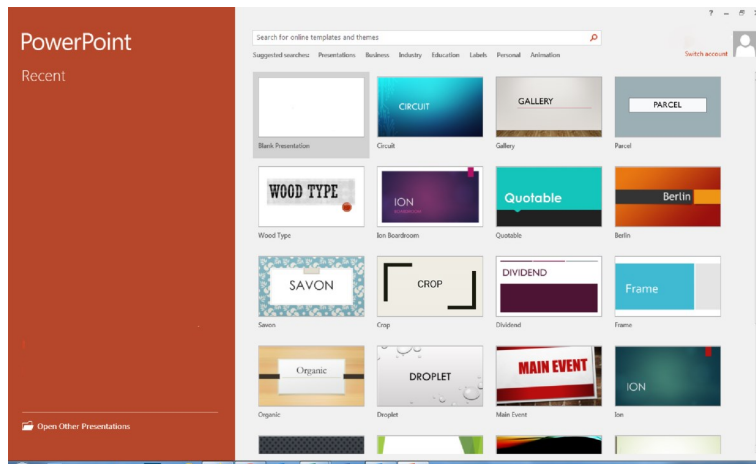 PowerPoint
Recent
Open Other Presentations
? –
Search for online templates and themes
Suggested searches: Presentations Business Industry Education Labels Personal Animation
Switch account
Blank Presentation
CIRCUIT
Circuit
GALLERY
Gallery
PARCEL
Parcel
WOOD TYPE
Wood Type
ION
Ion Boardroom
Quotable
Quotable
Berlin
Berlin
SAVON
Savon
CROP
Crop
DIVIDEND
Dividend
Frame
Frame
Organic
Organic
DROPLET
Droplet
MAIN EVENT
Main Event
ION
Ion